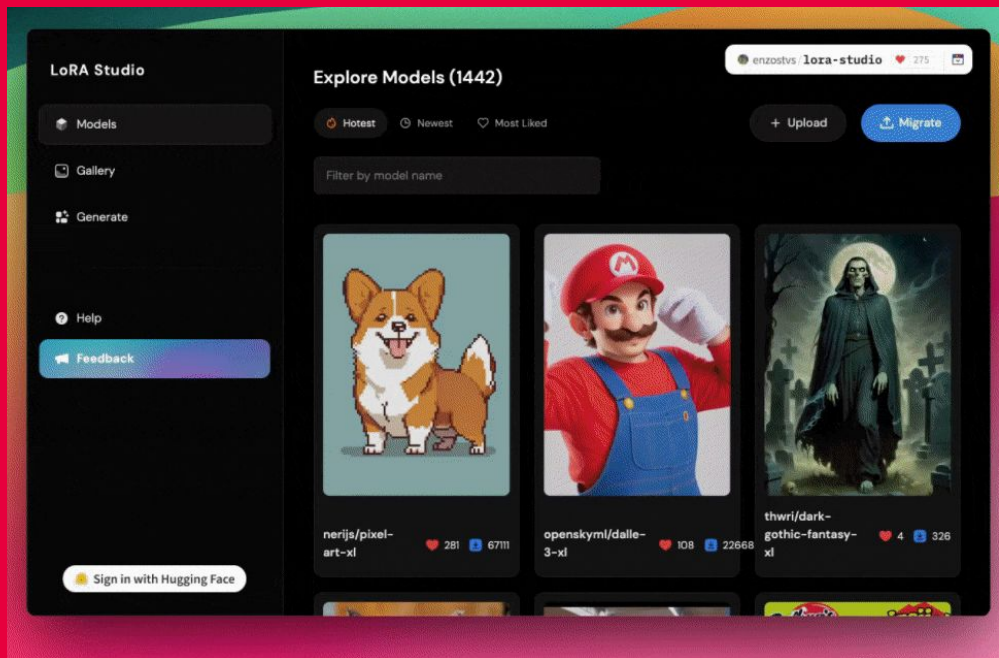 LoRA Studio
Models
Gallery
Generate
Help
Feedback
Sign in with Hugging Face
enzostvs/lora-studio 275
Explore Models (1442)
Hotest Newest Most Liked
+ Upload Migrate
Filter by model name
M
nerijs/pixel-
art-xl
281 67111
openskyml/dalle-
3-xl
108 22668
thwri/dark-
gothic-fantasy-
xl
4 326